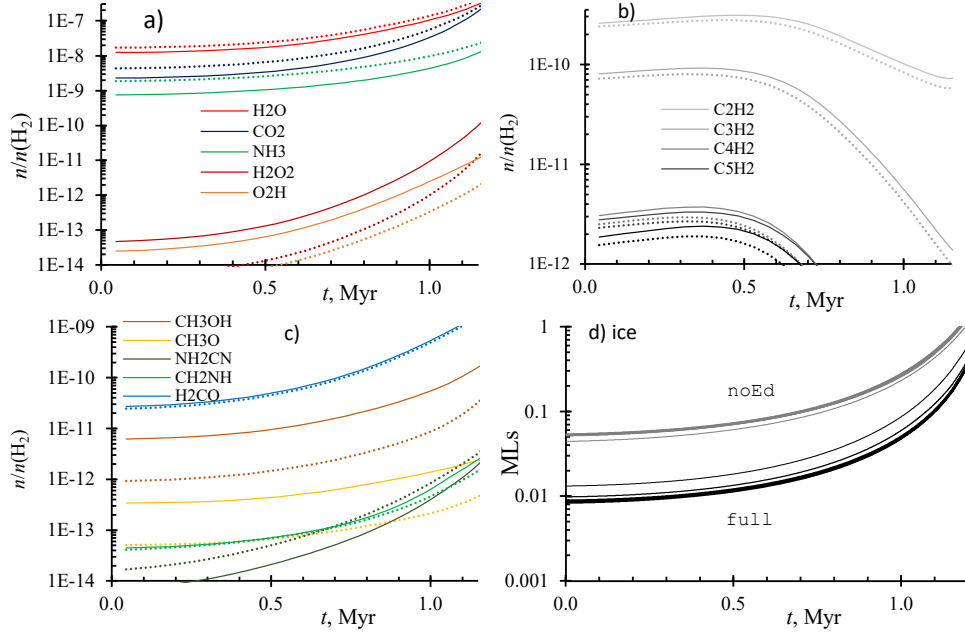 a)
n/n(H2)
1E-7
1E-8
1E-9
1E-10
1E-11
1E-12
1E-13
1E-14
H2O
CO2
NH3
H2O2
O2H
0.0 0.5 1.0
t, Myr
b)
n/n(H2)
1E-10
1E-11
1E-12
C2H2
C3H2
C4H2
C5H2
0.0 0.5 1.0
t, Myr
c)
n/n(H2)
1E-09
1E-10
1E-11
1E-12
1E-13
1E-14
CH3OH
CH3O
NH2CN
CH2NH
H2CO
0.0 0.5 1.0
t, Myr
d) ice
MLs
1
0.1
0.01
0.001
noEd
full
0.0 0.5 1.0
t, Myr